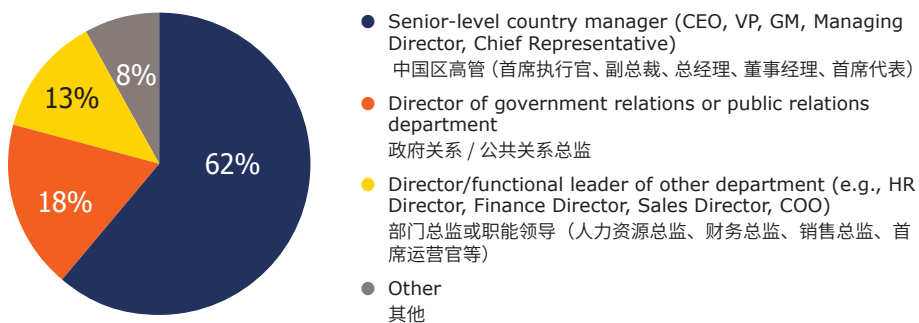 8%
13%
62%
18%
Senior-level country manager (CEO, VP, GM, Managing
Director, Chief Representative)
中国区高管（首席执行官、副总裁、总经理、董事经理、首席代表）
Director of government relations or public relations
department
政府关系 / 公共关系总监
Director/functional leader of other department (e.g., HR
Director, Finance Director, Sales Director, COO)
部门总监或职能领导（人力资源总监、财务总监、销售总监、首
席运营官等）
Other
其他